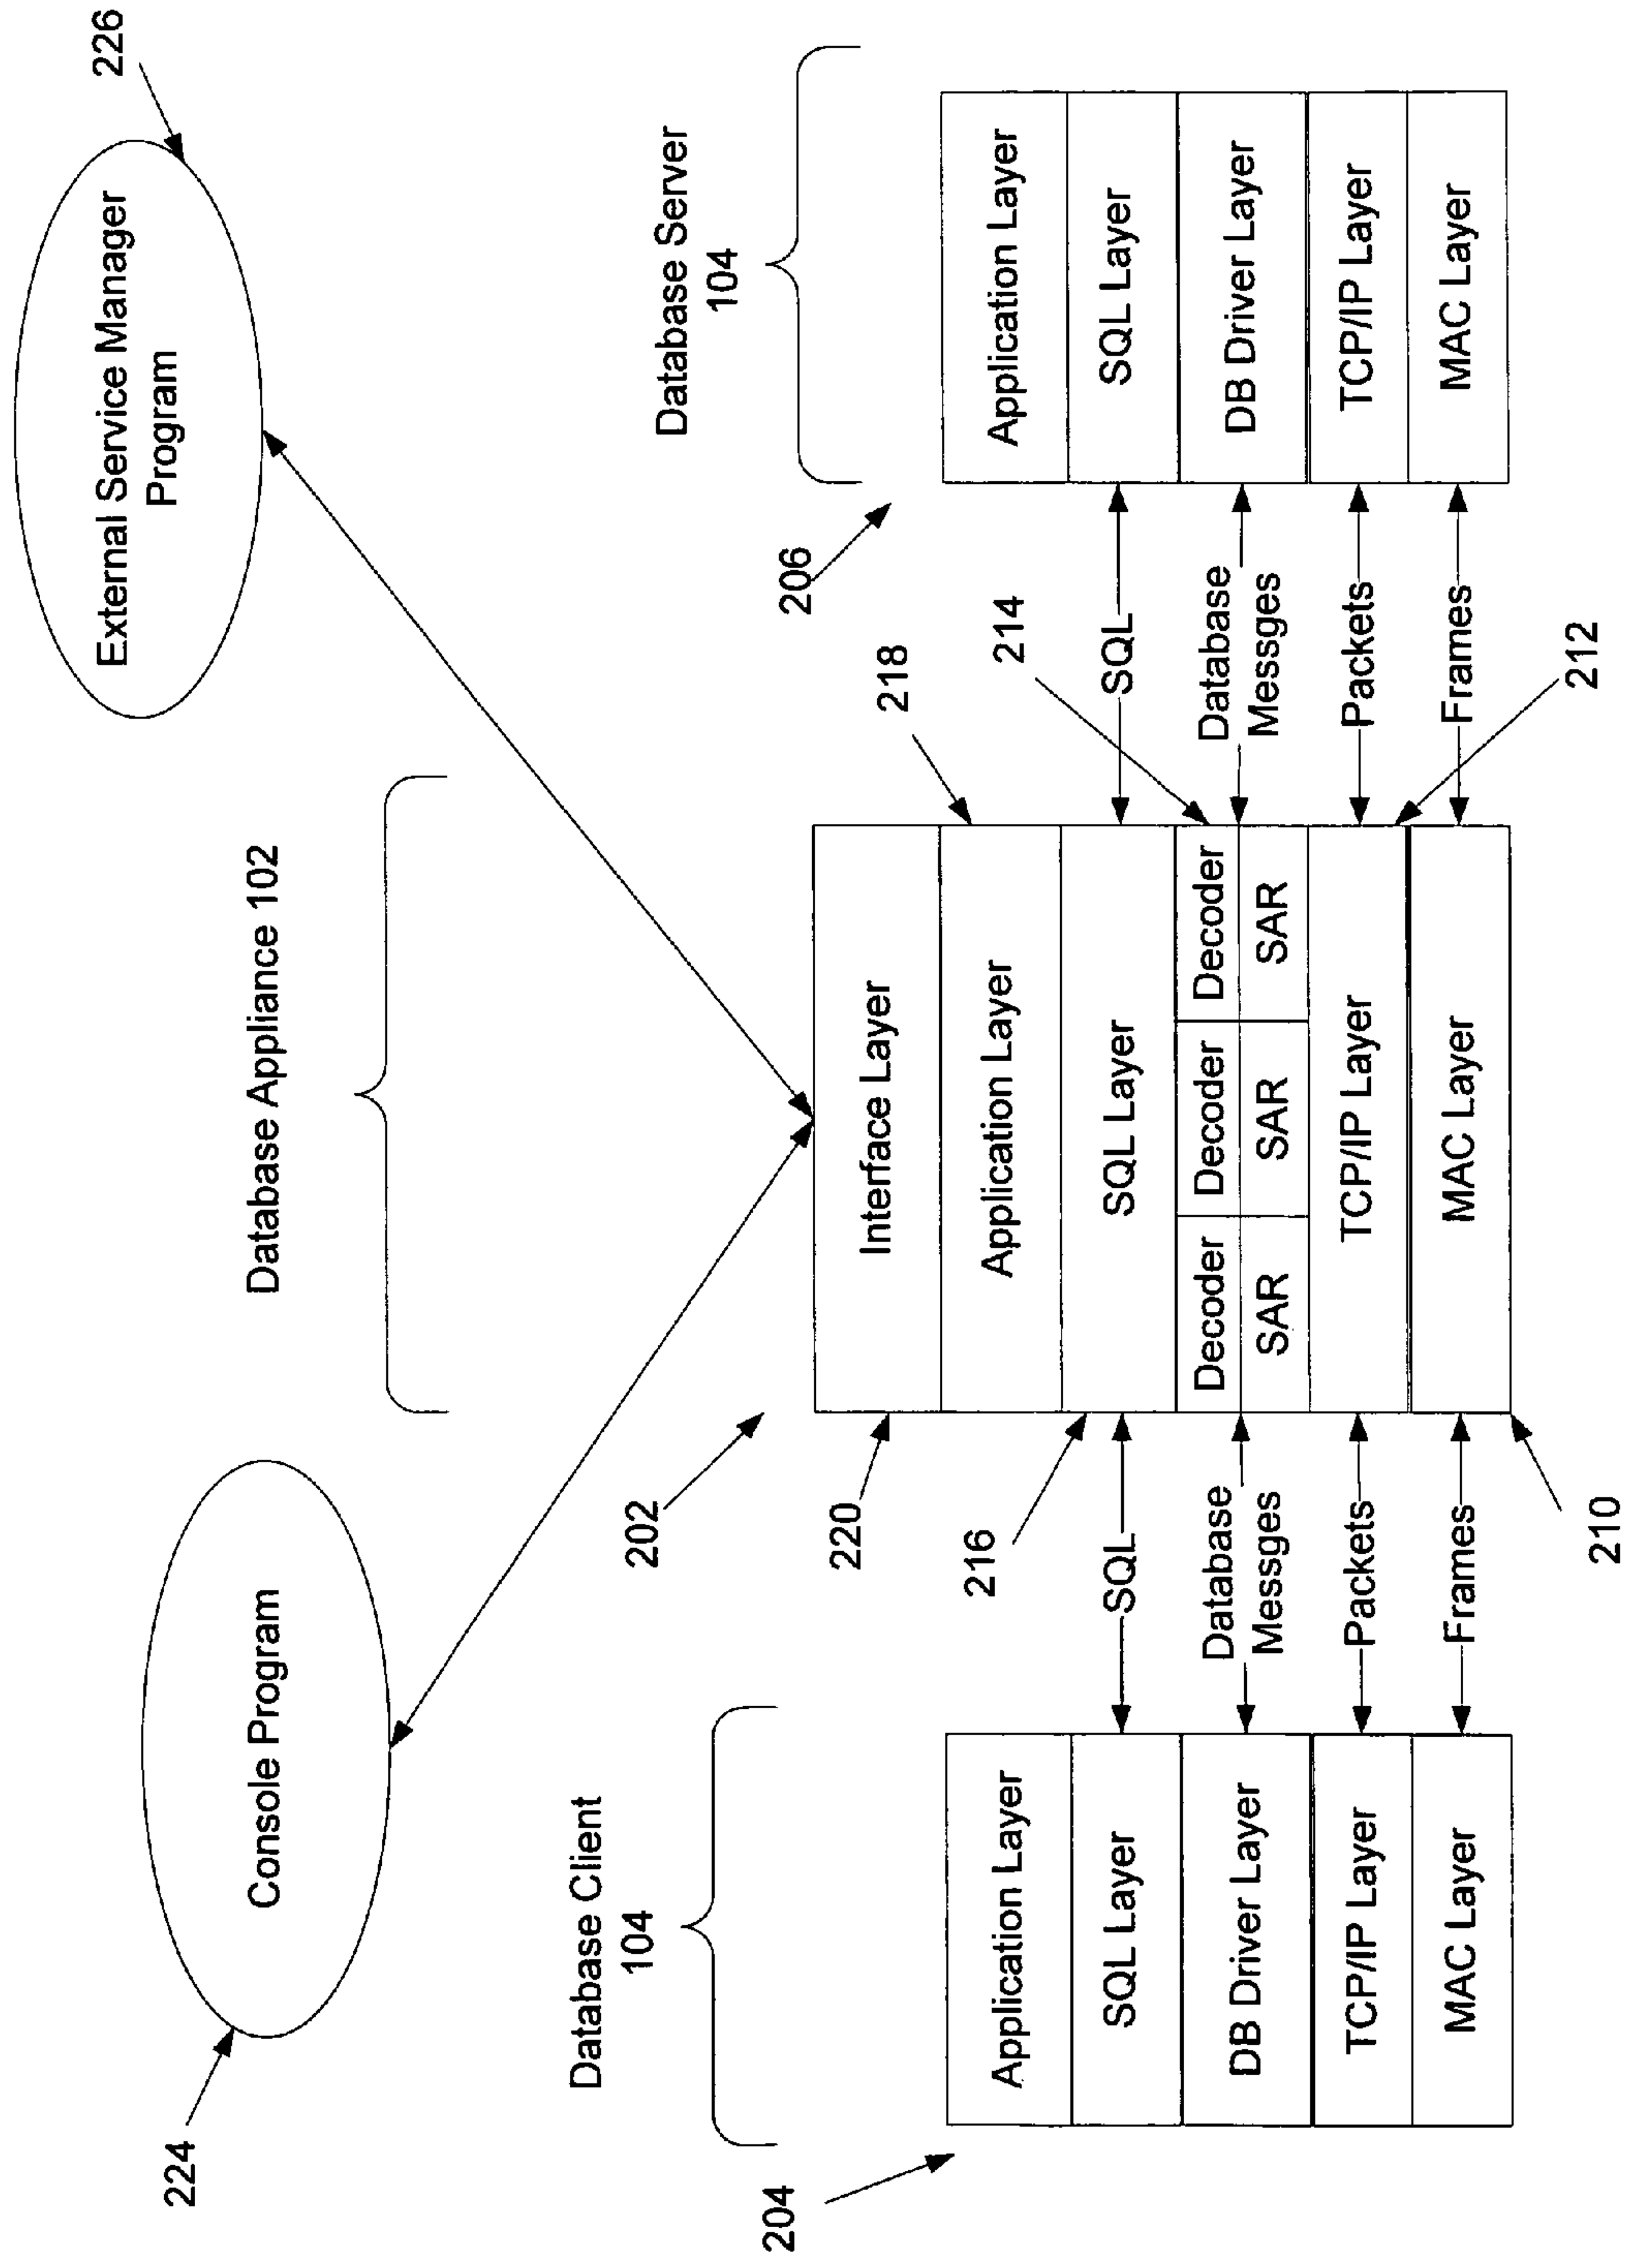 External Service Manager
Program
226
Console Program
224
Database Appliance 102
Database Client
104
Database Server
104
204
202
206
220
216
218
214
Application Layer
SQL Layer
DB Driver Layer
TCP/IP Layer
MAC Layer
SQL
Database
Messges
Packets
Frames
Interface Layer
Application Layer
SQL Layer
Decoder
Decoder
Decoder
SAR
SAR
SAR
TCP/IP Layer
MAC Layer
SQL
Database
Messges
Packets
Frames
Application Layer
SQL Layer
DB Driver Layer
TCP/IP Layer
MAC Layer
210
212